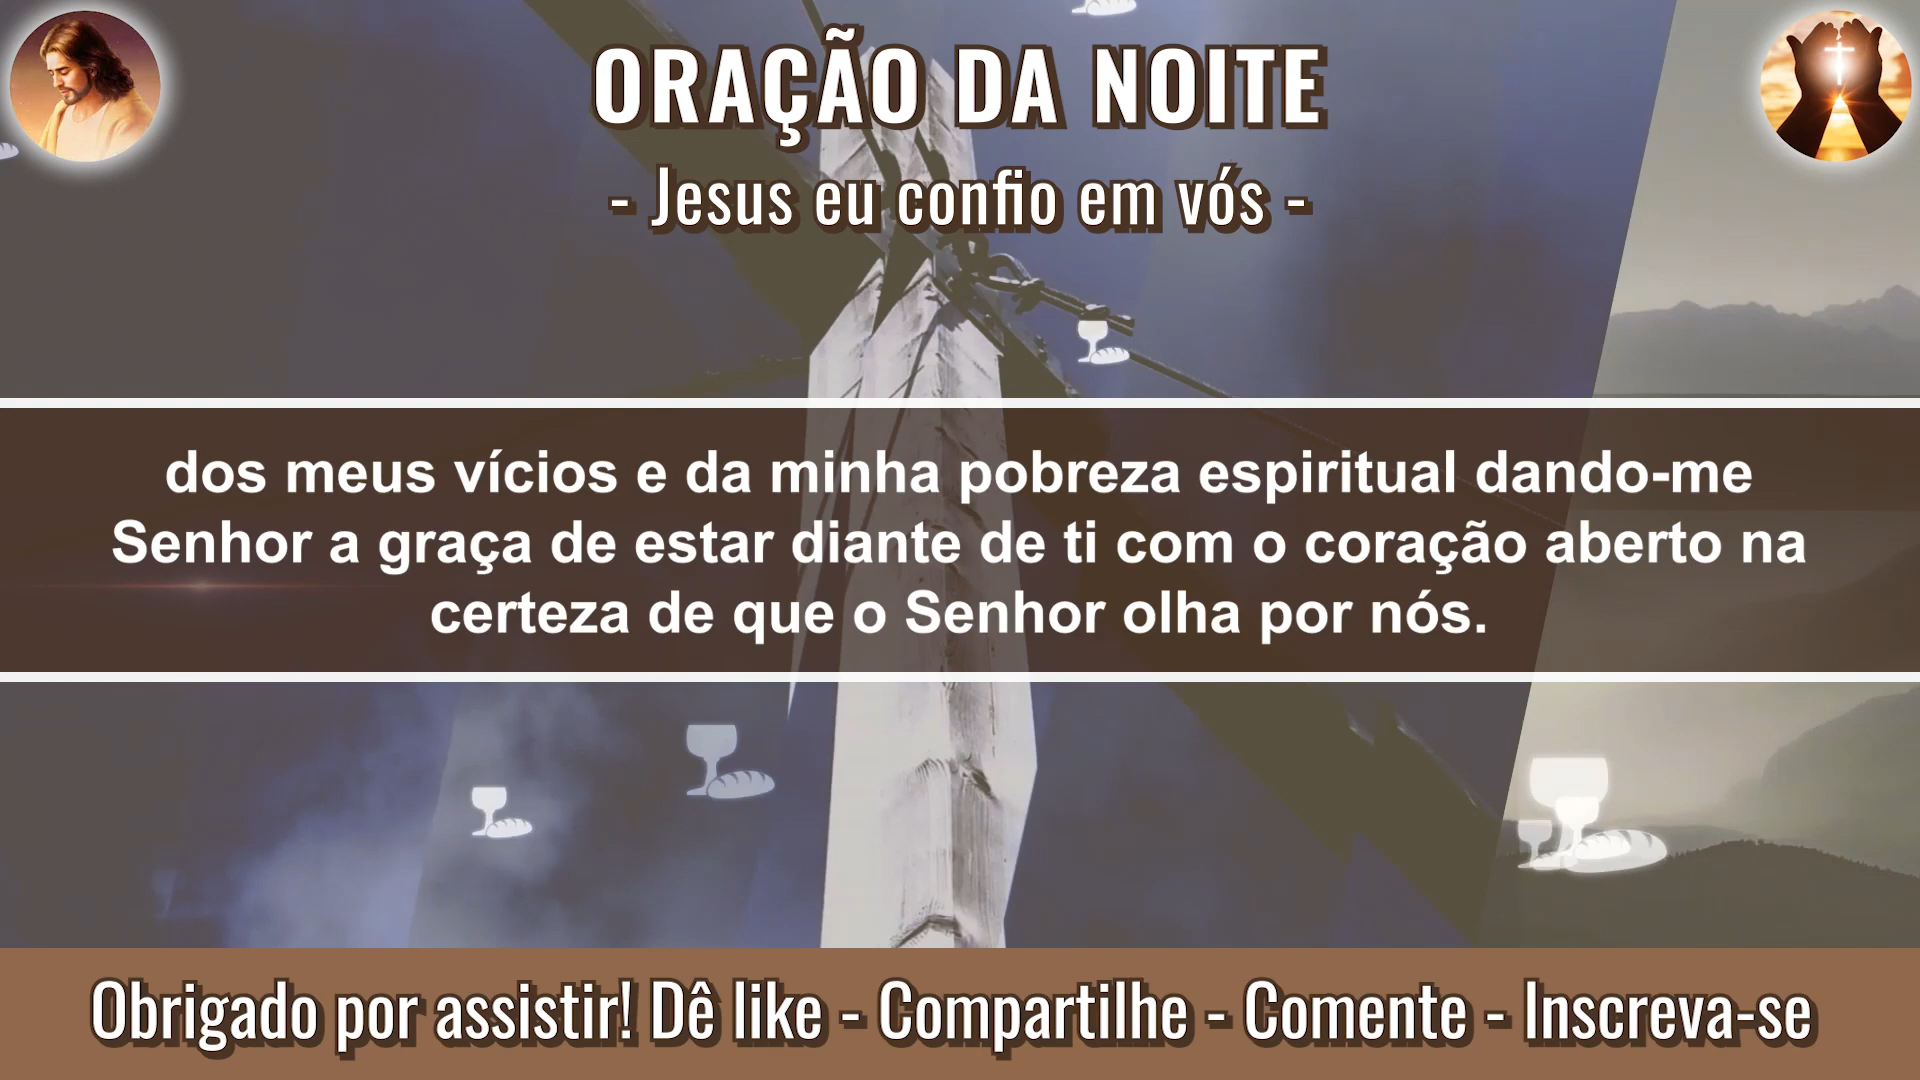 ORAÇÃO DA NOITE
- Jesus eu confio em vós -
dos meus vícios e da minha pobreza espiritual dando-me
Senhor a graça de estar diante de ti com o coração aberto na
certeza de que o Senhor olha por nós.
Obrigado por assistir! Dê like - Compartilhe - Comente - Inscreva-se